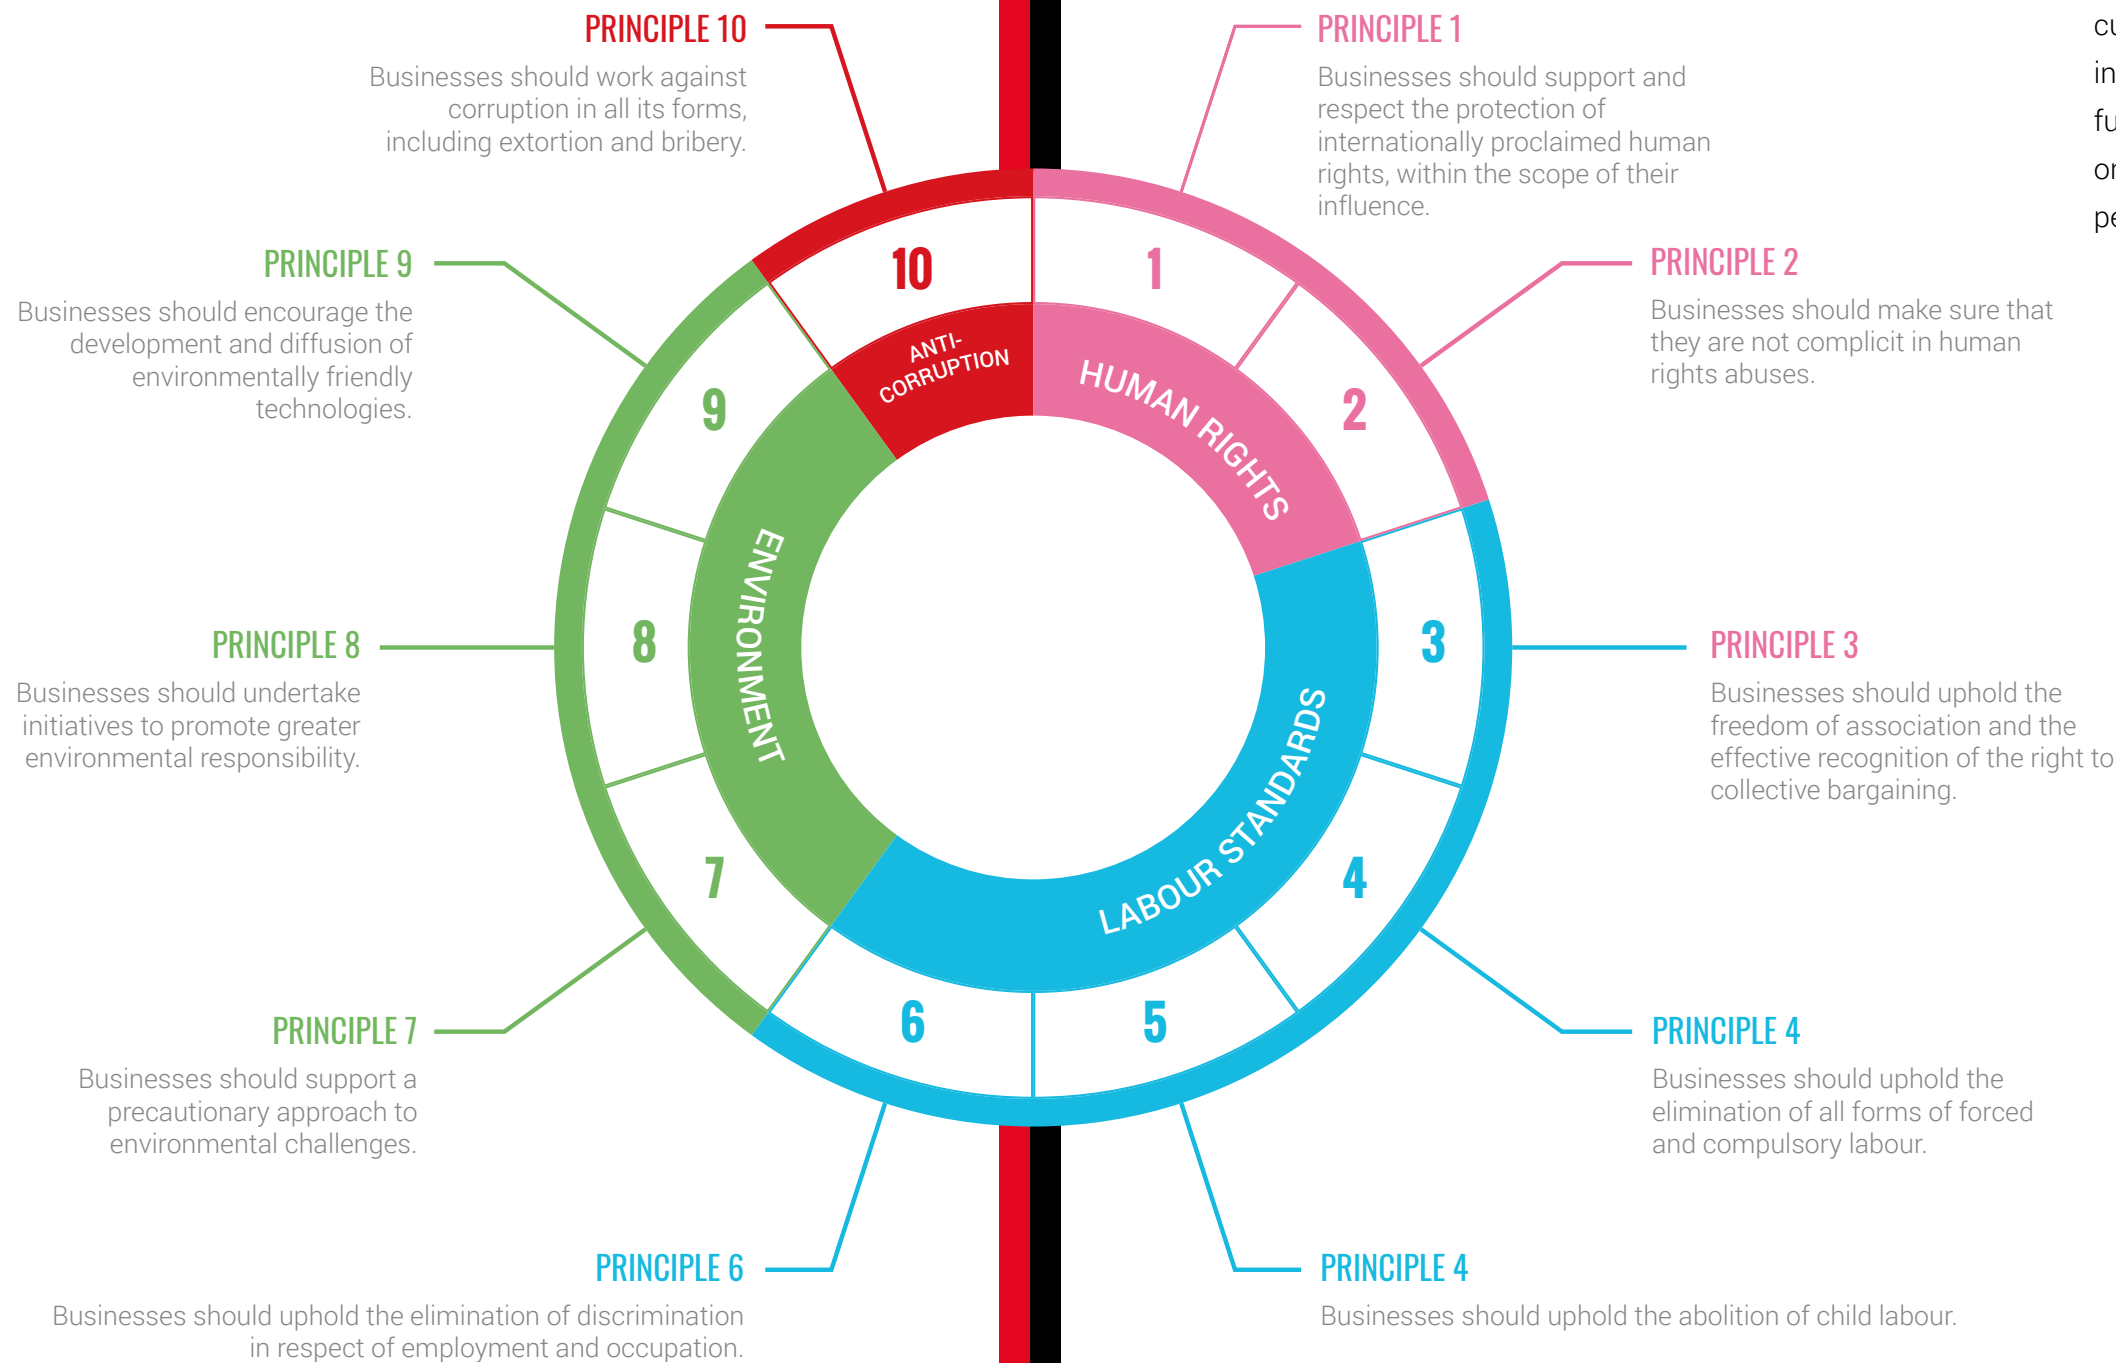 PRINCIPLE 10
Businesses should work against
corruption in all its forms,
including extortion and bribery.
PRINCIPLE 1
Businesses should support and
respect the protection of
internationally proclaimed human
rights, within the scope of their
influence.
PRINCIPLE 9
Businesses should encourage the
development and diffusion of
environmentally friendly
technologies.
PRINCIPLE 2
Businesses should make sure that
they are not complicit in human
rights abuses.
10
1
9
2
8
3
7
4
6
5
ANTI-
CORRUPTION
HUMAN RIGHTS
ENVIRONMENT
LABOUR STANDARDS
PRINCIPLE 8
Businesses should undertake
initiatives to promote greater
environmental responsibility.
PRINCIPLE 3
Businesses should uphold the
freedom of association and the
effective recognition of the right to
collective bargaining.
PRINCIPLE 7
Businesses should support a
precautionary approach to
environmental challenges.
PRINCIPLE 4
Businesses should uphold the
elimination of all forms of forced
and compulsory labour.
PRINCIPLE 6
Businesses should uphold the elimination of discrimination
in respect of employment and occupation.
PRINCIPLE 4
Businesses should uphold the abolition of child labour.